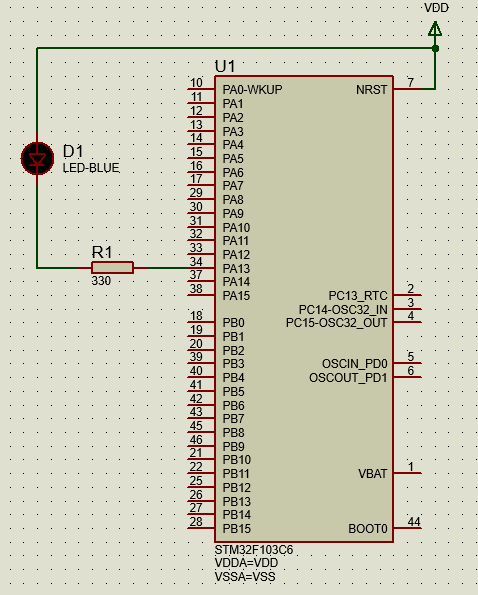 VDD
U1
10 PA0-WKUP NRST 7
11 PA1
12 PA2
13 PA3
14 PA4
15 PA5
16 PA6
17 PA7
29 PA8
30 PA9
31 PA10
32 PA11
33 PA12
34 PA13
37 PA14
38 PA15 PC13_RTC 2
PC14-OSC32_IN 3
18 PB0 PC15-OSC32_OUT 4
19 PB1
20 PB2
39 PB3 OSCIN_PD0 5
40 PB4 OSCOUT_PD1 6
41 PB5
42 PB6
43 PB7
45 PB8
46 PB9
21 PB10
22 PB11 VBAT 1
25 PB12
26 PB13
27 PB14
28 PB15 BOOT0 44
D1
LED-BLUE
R1
330
STM32F103C6
VDDA=VDD
VSSA=VSS